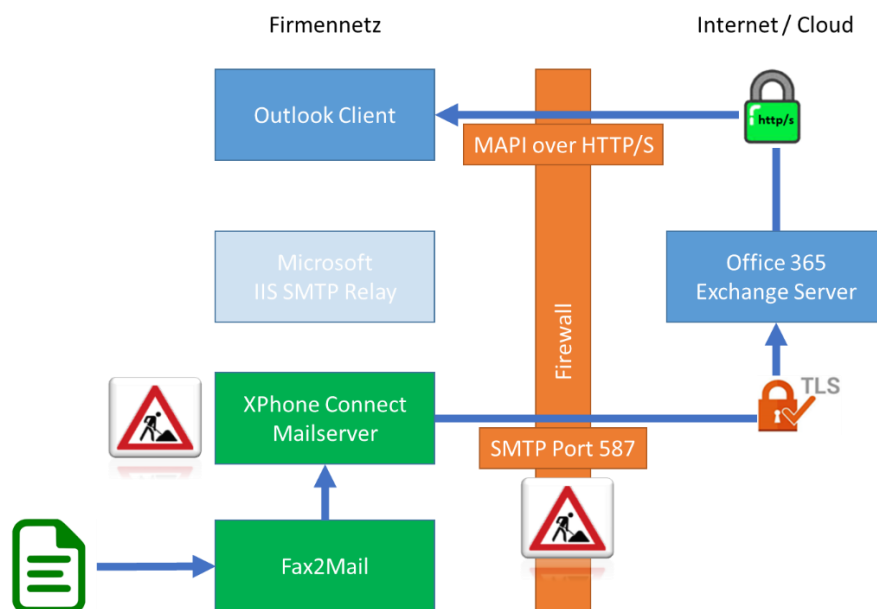 Firmennetz
Internet / Cloud
Outlook Client
http/s
MAPI over HTTP/S
Microsoft
IIS SMTP Relay
Office 365
Exchange Server
Firewall
TLS
XPhone Connect
Mailserver
SMTP Port 587
Fax2Mail